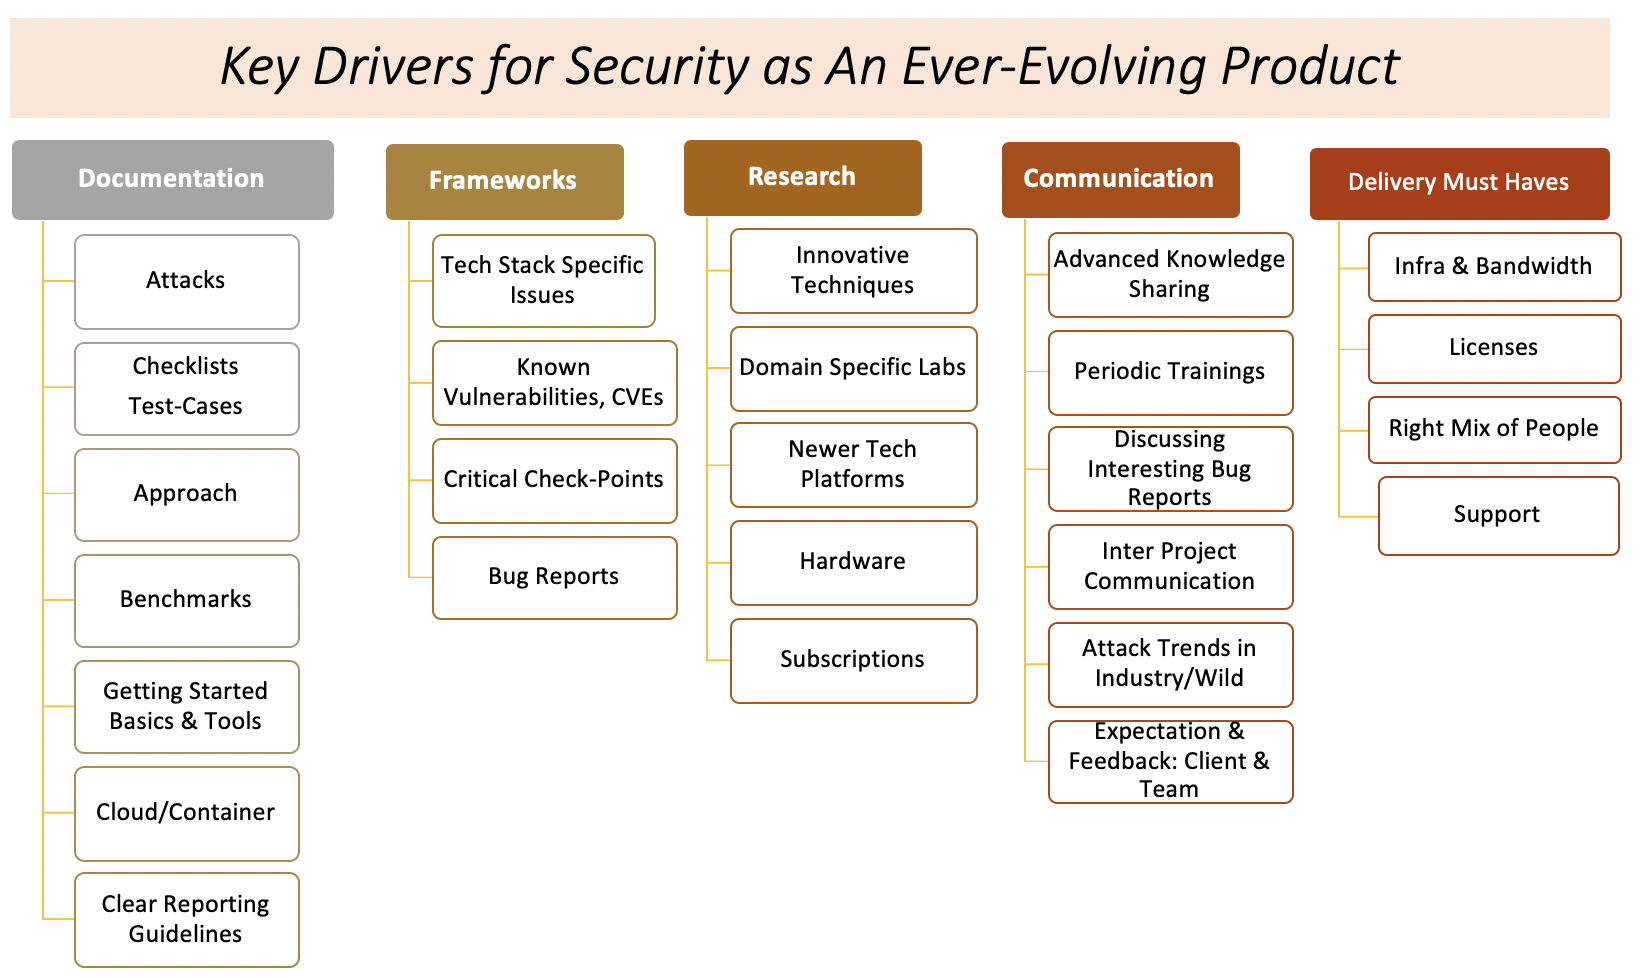 Key Drivers for Security as An Ever-Evolving Product
Documentation
Attacks
Checklists
Test-Cases
Approach
Benchmarks
Getting Started
Basics & Tools
Cloud/Container
Clear Reporting
Guidelines
Frameworks
Tech Stack Specific
Issues
Known
Vulnerabilities, CVEs
Critical Check-Points
Bug Reports
Research
Innovative
Techniques
Domain Specific Labs
Newer Tech
Platforms
Hardware
Subscriptions
Communication
Advanced Knowledge
Sharing
Periodic Trainings
Discussing
Interesting Bug
Reports
Inter Project
Communication
Attack Trends in
Industry/Wild
Expectation &
Feedback: Client &
Team
Delivery Must Haves
Infra & Bandwidth
Licenses
Right Mix of People
Support